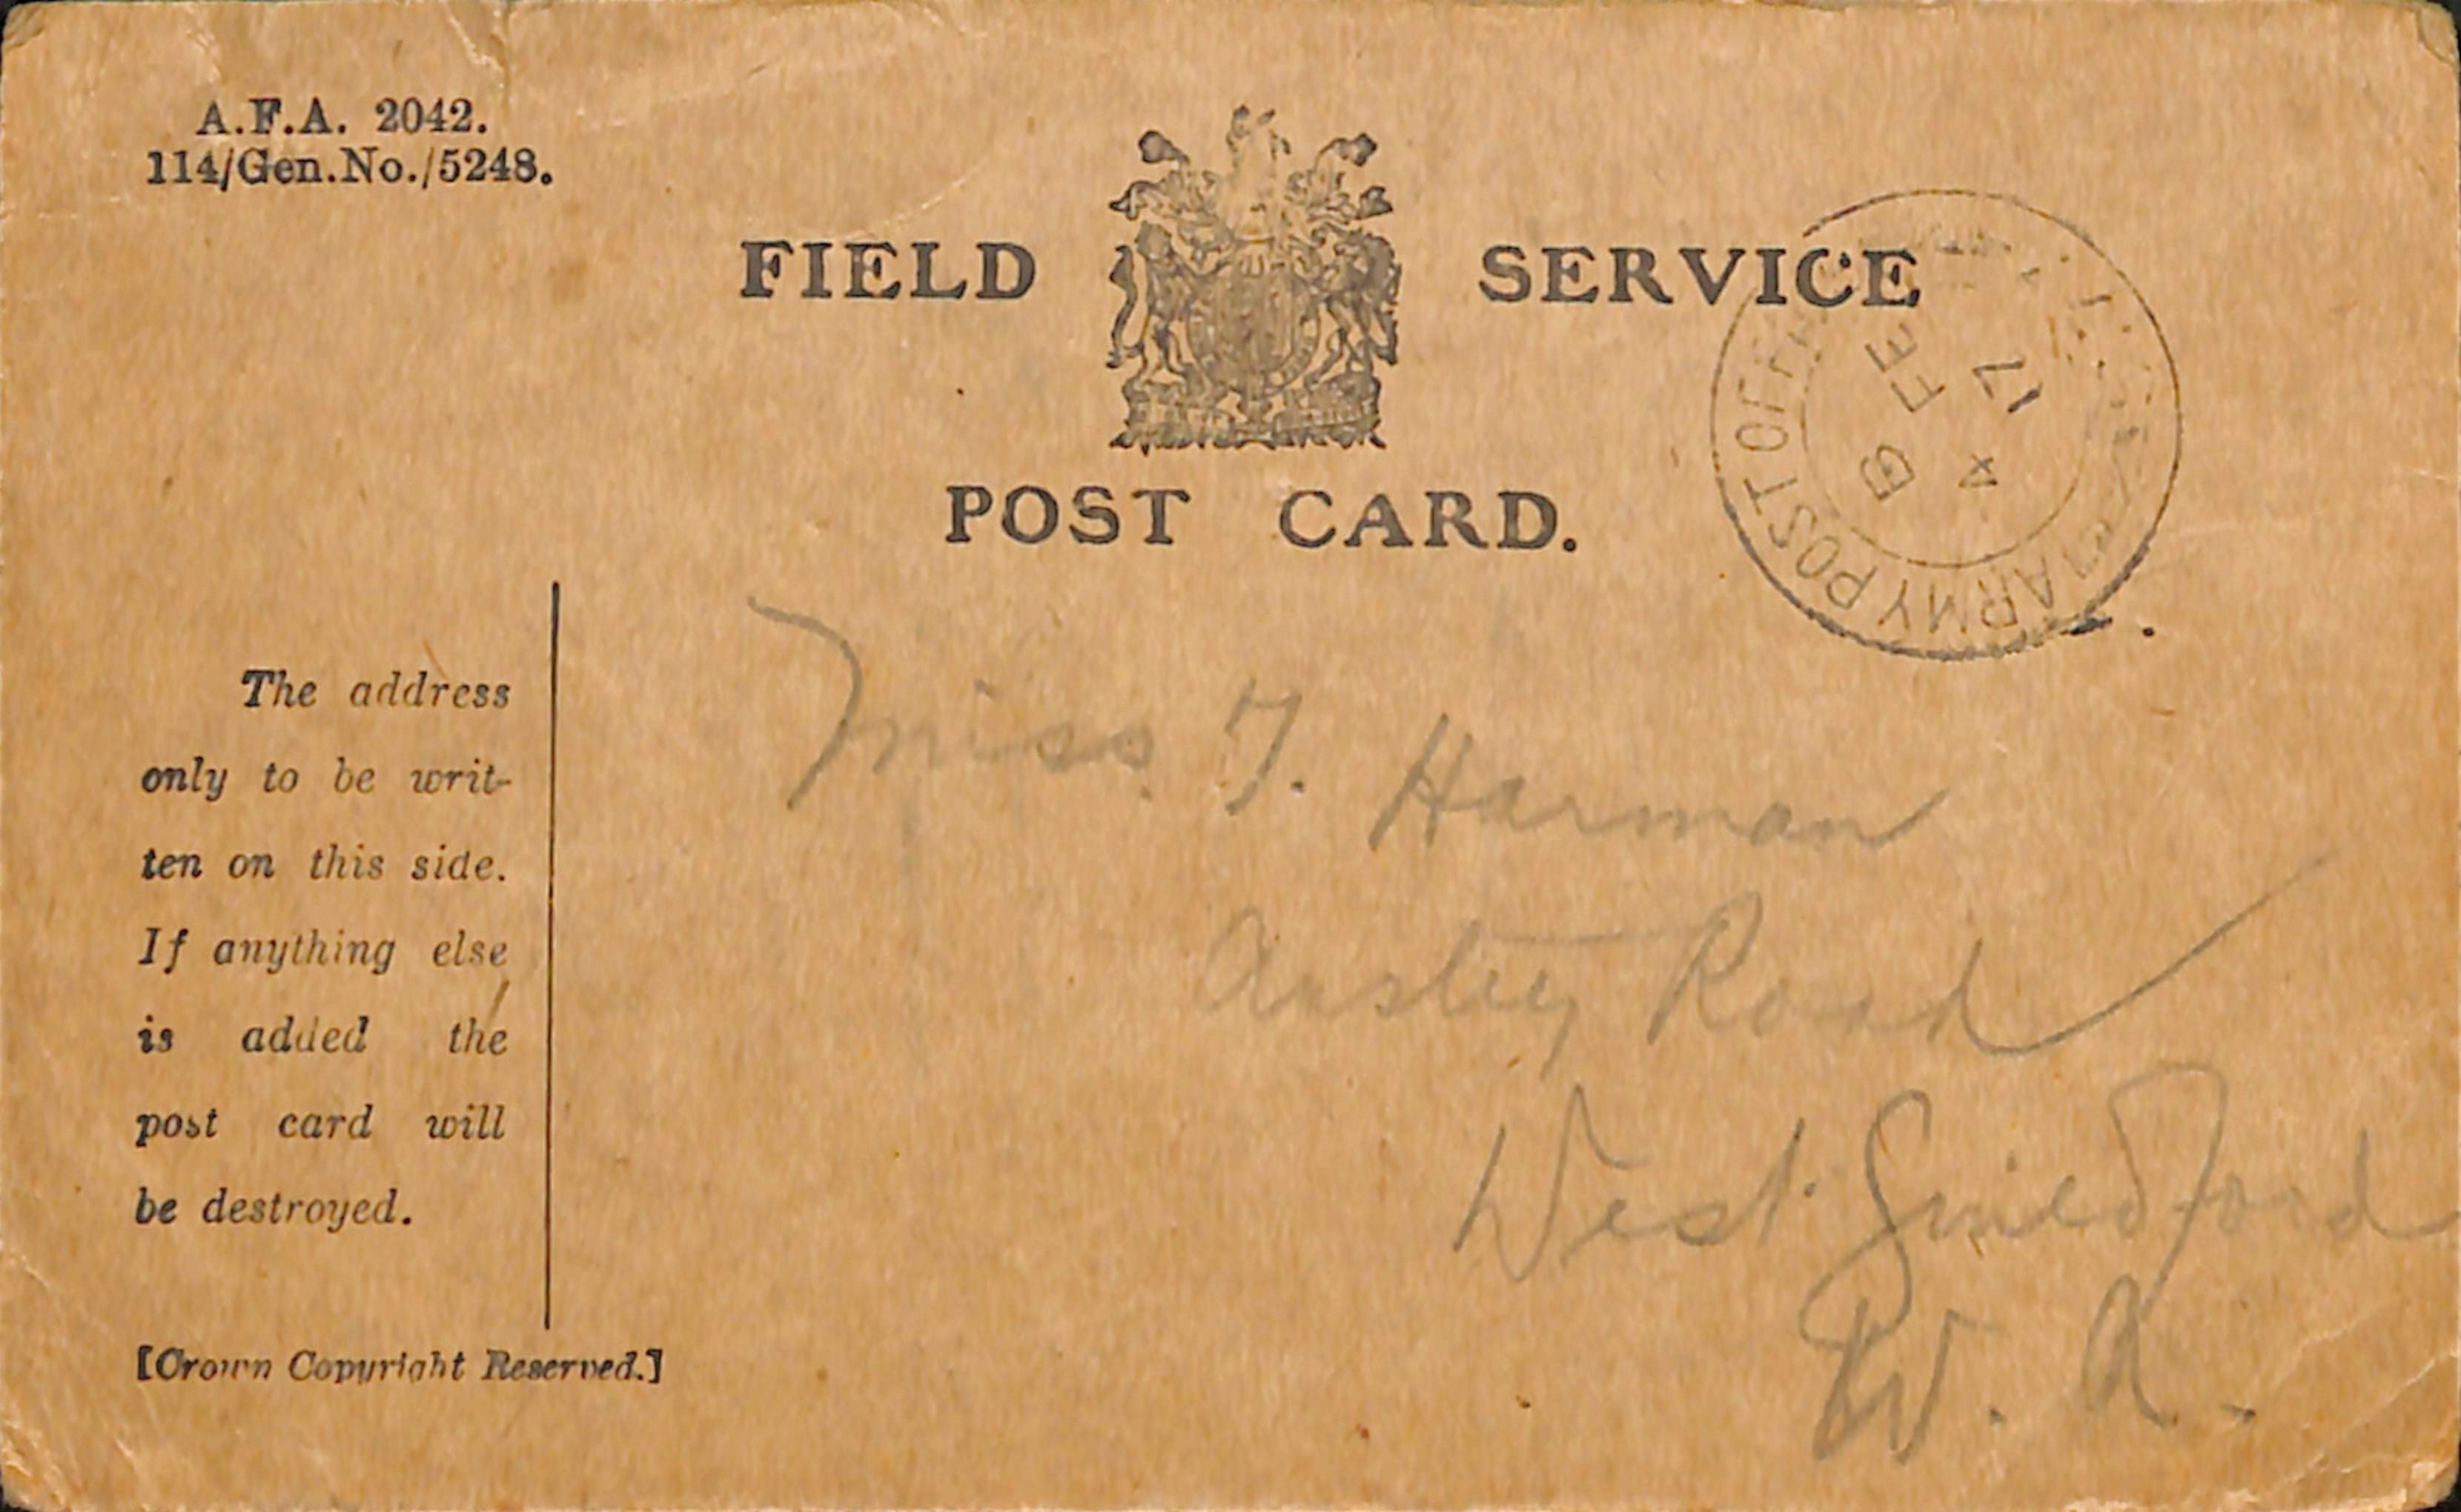 A.F.A. 2042.
114/Gen.No./5248.
FIELD SERVICE
POST CARD.
ARMY POST OFFICE
FE
4
17
The address
only to be writ-
ten on this side.
If anything else
is added the
post card will
be destroyed.
[Crown Copyright Reserved.]
Miss. T. Harman
Road
West Guildford
W. A.